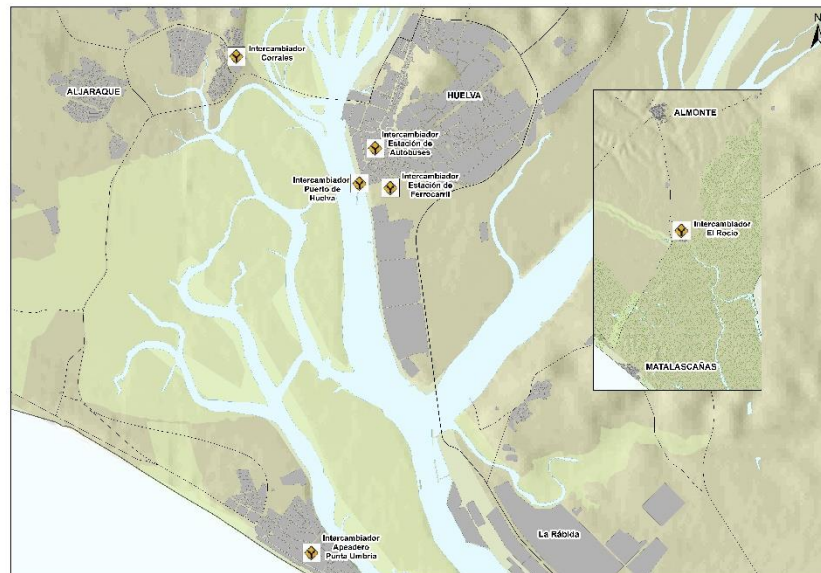 N
Intercambiador
Corrales
ALJARAQUE
HUELVA
ALMONTE
Intercambiador
Estación de
Autobuses
Intercambiador
Puerto de
Huelva
Intercambiador
Estación de
Ferrocarril
Intercambiador
El Rocío
MATALASCAÑAS
La Rábida
Intercambiador
Apeadero
Punta Umbría